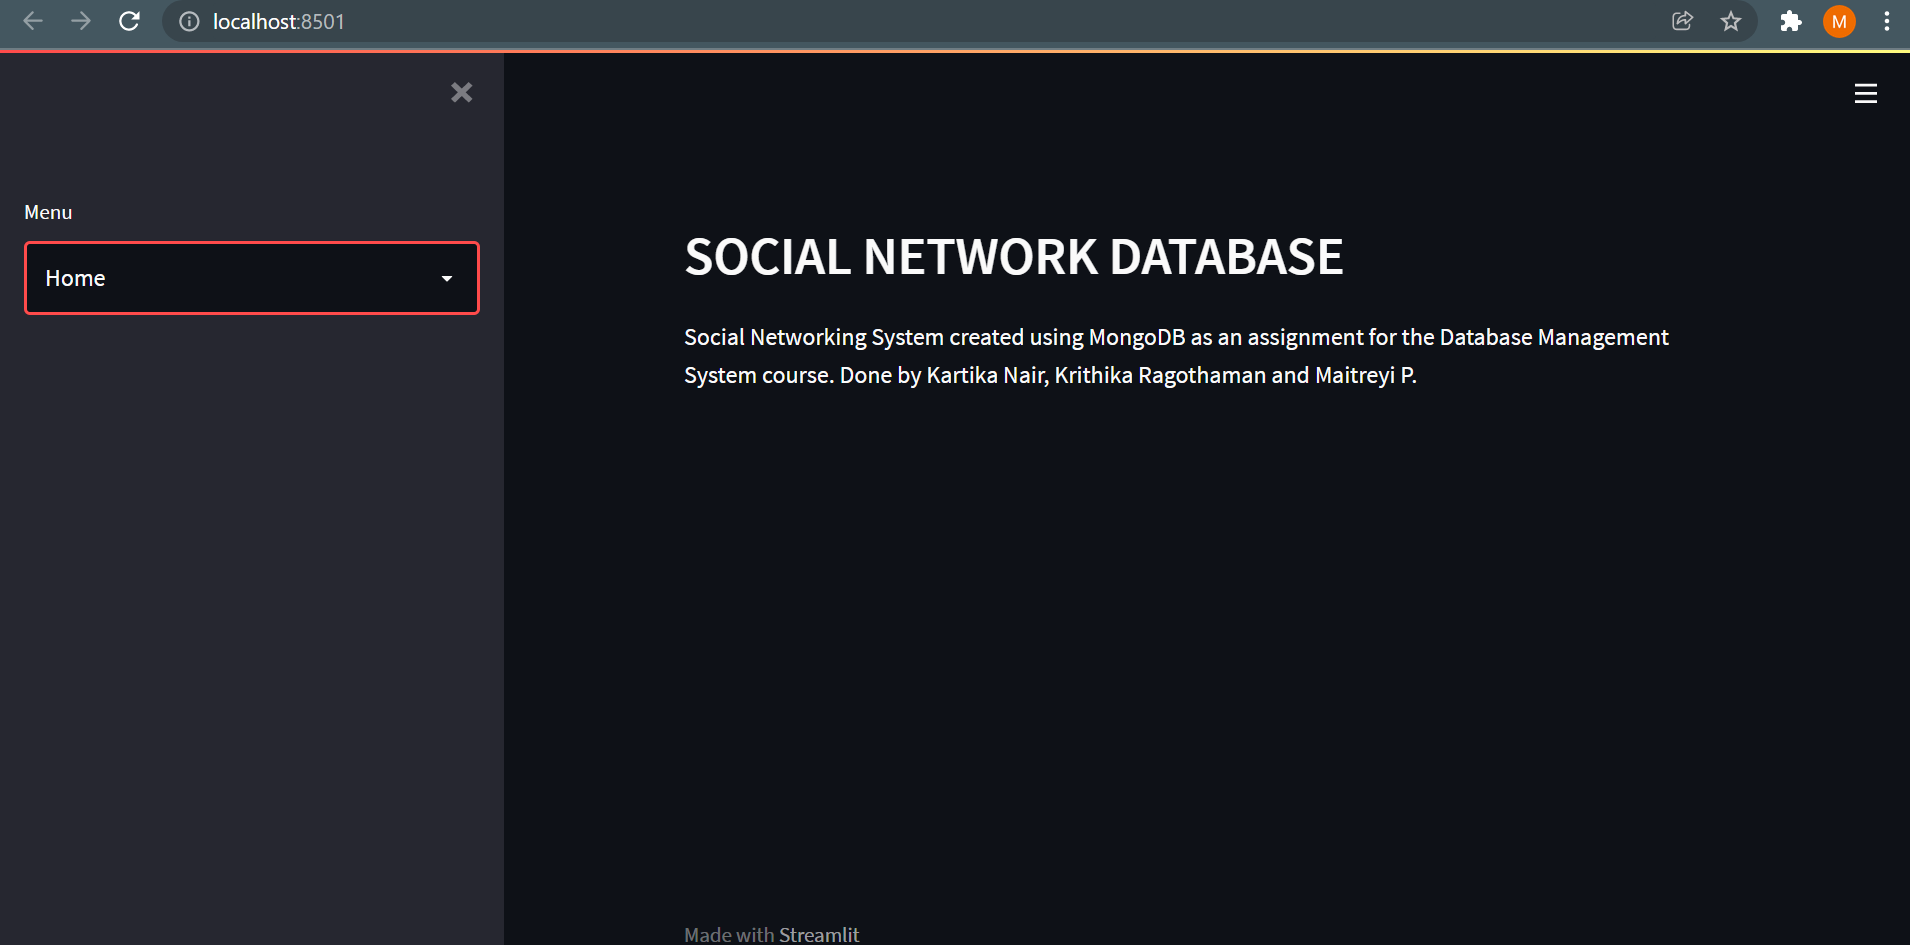 localhost:8501
M
Menu
Home
SOCIAL NETWORK DATABASE
Social Networking System created using MongoDB as an assignment for the Database Management
System course. Done by Kartika Nair, Krithika Ragothaman and Maitreyi P.
Made with Streamlit